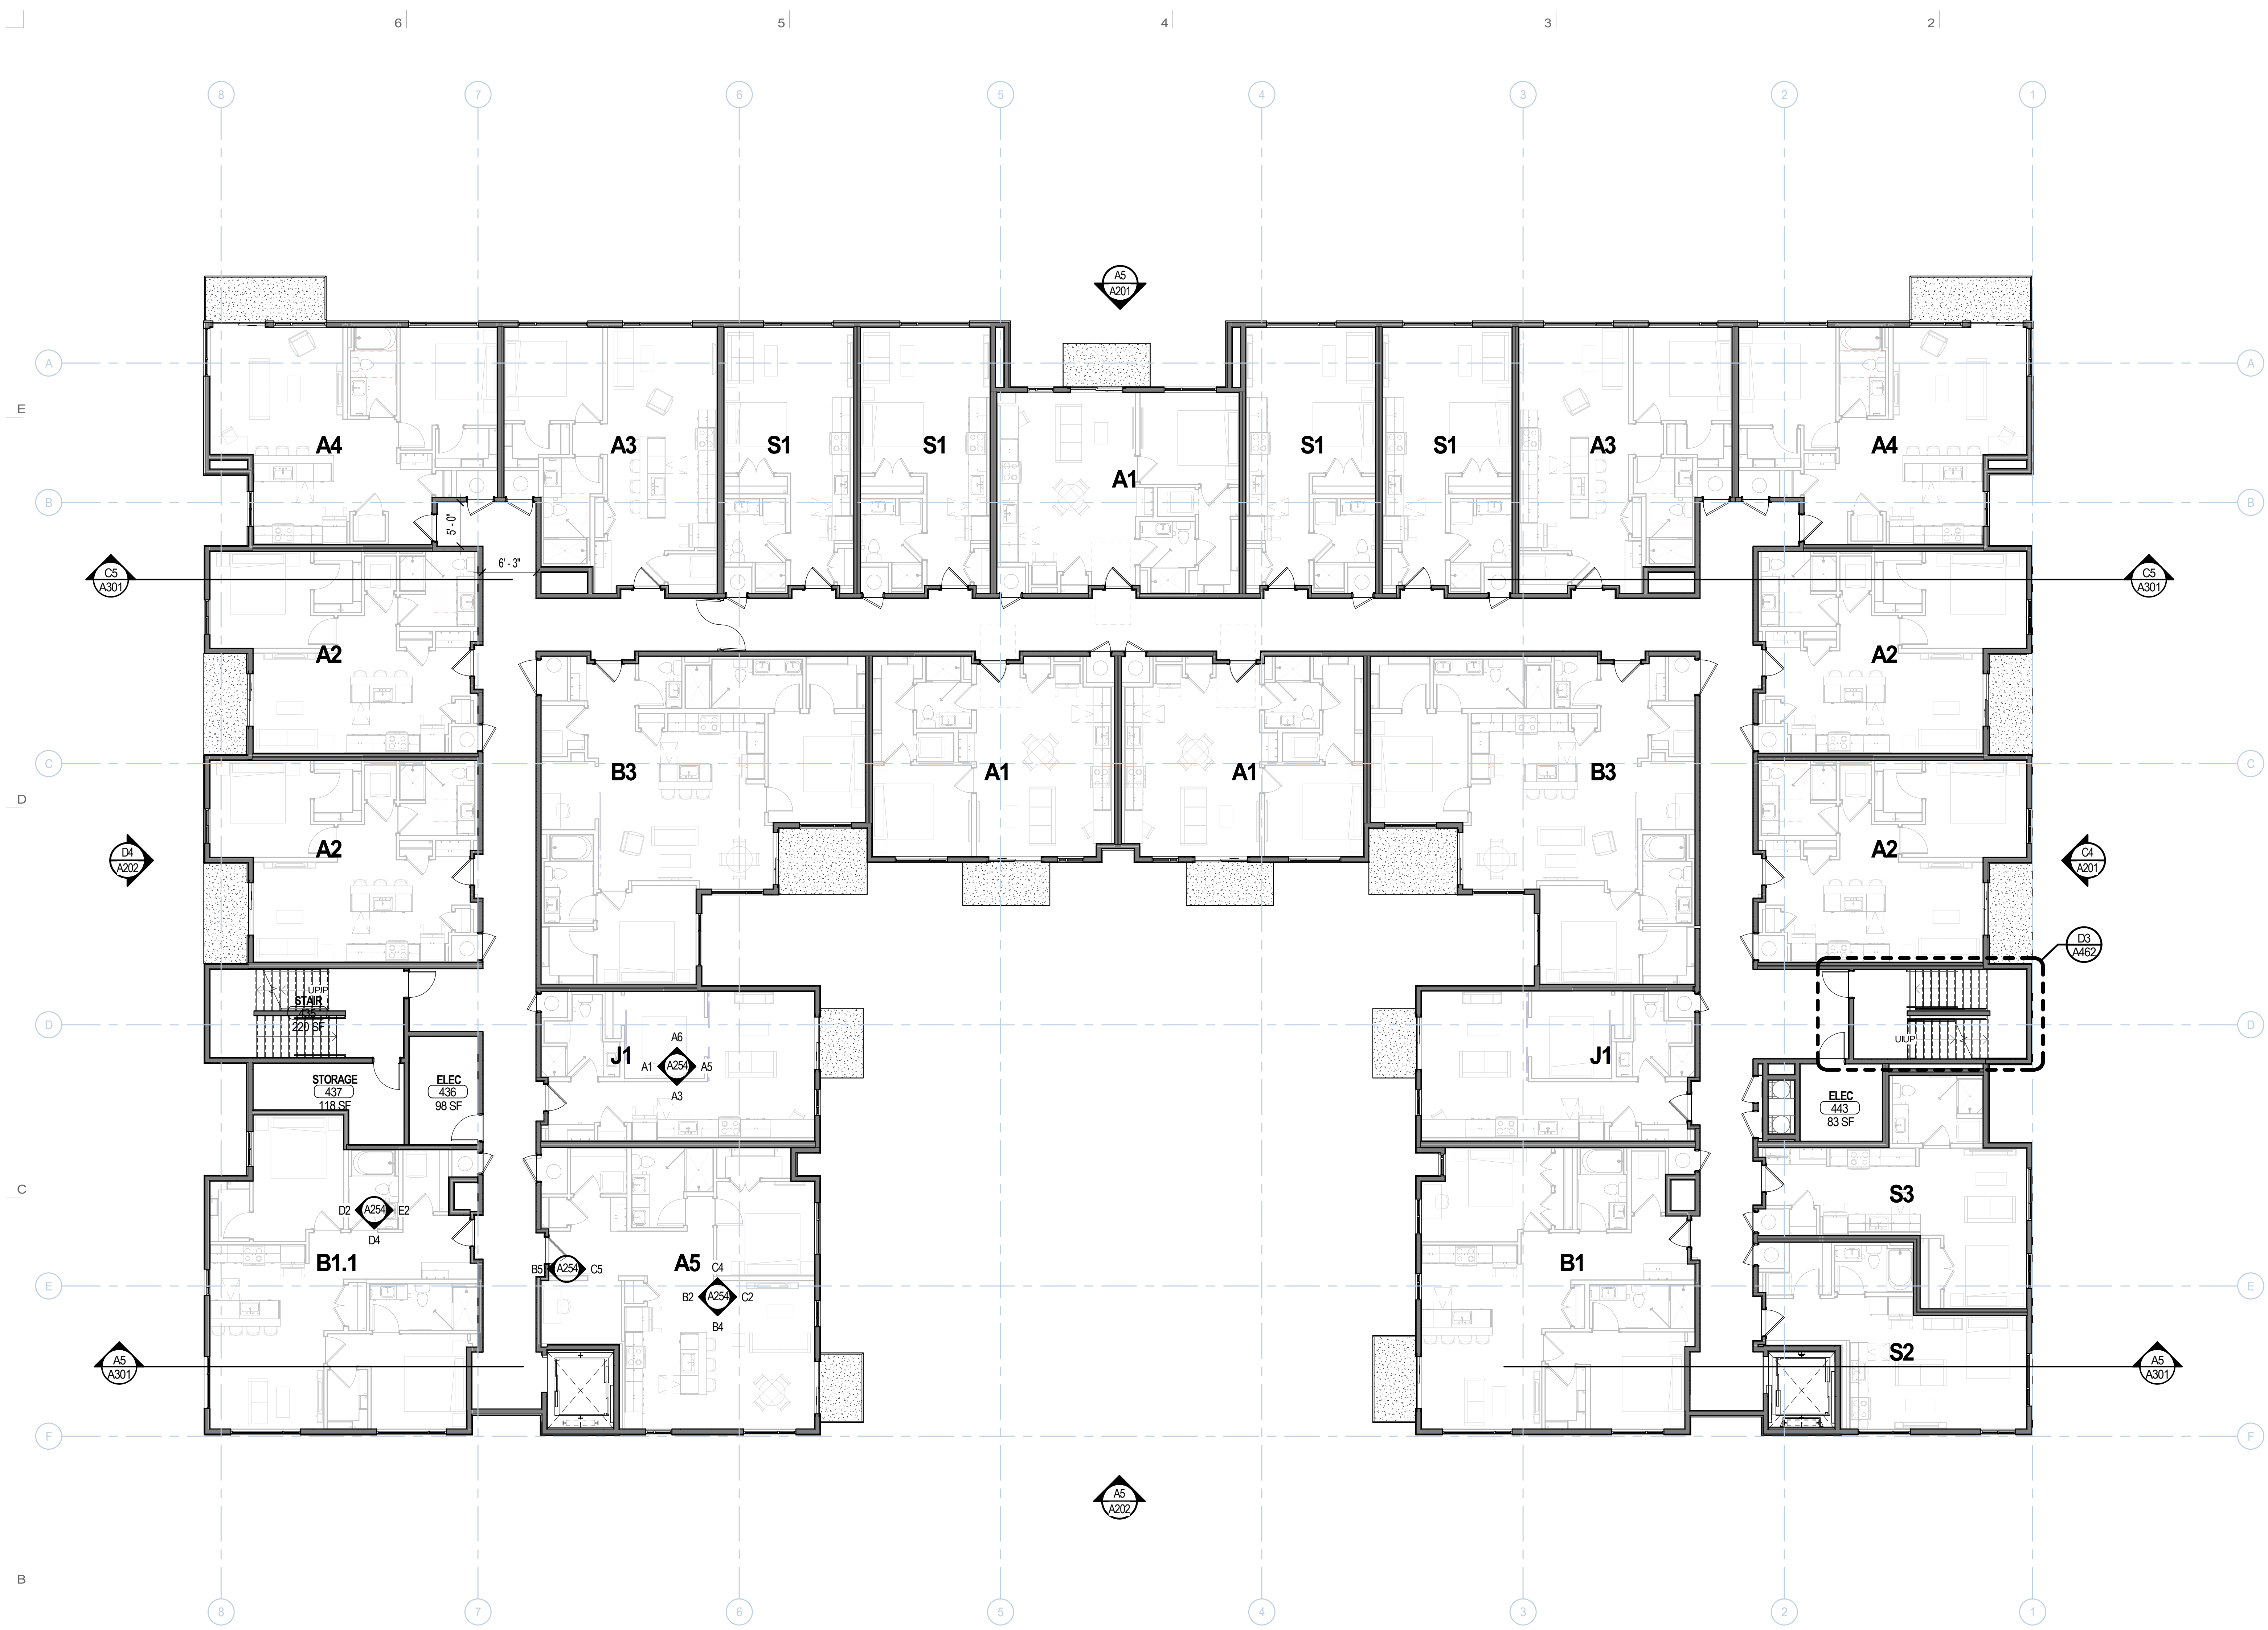 6 5 4 3 2
8 7 6 5 4 3 2 1
A5
A201
A A
E
A4 A3 S1 S1 A1 S1 S1 A3 A4
B B
5' - 0"
6' - 3"
C5
A301
C5
A301
A2 A2
C C
B3 A1 A1 B3
D
A2 A2
D4
A202
C4
A201
D3
A462
STAIR
435
220 SF
D D
J1 J1
A6
A1 A254 A5
A3
STORAGE
437
118 SF
ELEC
436
98 SF
ELEC
443
83 SF
C
S3
D2 A254 E2
D4
B1.1 A5 B1
B5 A254 C5
C4
B2 A254 C2
B4
E E
S2
A5
A301
A5
A301
F F
A5
A202
B
8 7 6 5 4 3 2 1